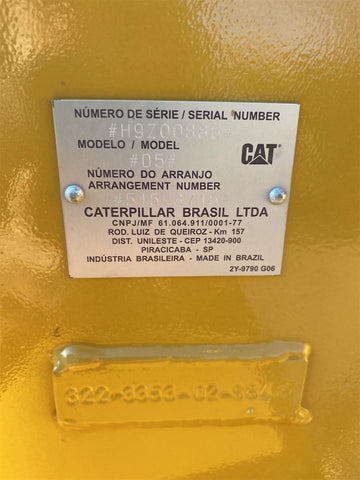 NÚMERO DE SÉRIE / SERIAL NUMBER
MODELO / MODEL
CAT
#D5#
NÚMERO DO ARRANJO
ARRANGEMENT NUMBER
CATERPILLAR BRASIL LTDA
CNPJ/MF 61.064.911/0001-77
ROD. LUIZ DE QUEIROZ - Km 157
DIST. UNILESTE - CEP 13420-900
PIRACICABA - SP
INDÚSTRIA BRASILEIRA - MADE IN BRAZIL
2Y-9790 G06